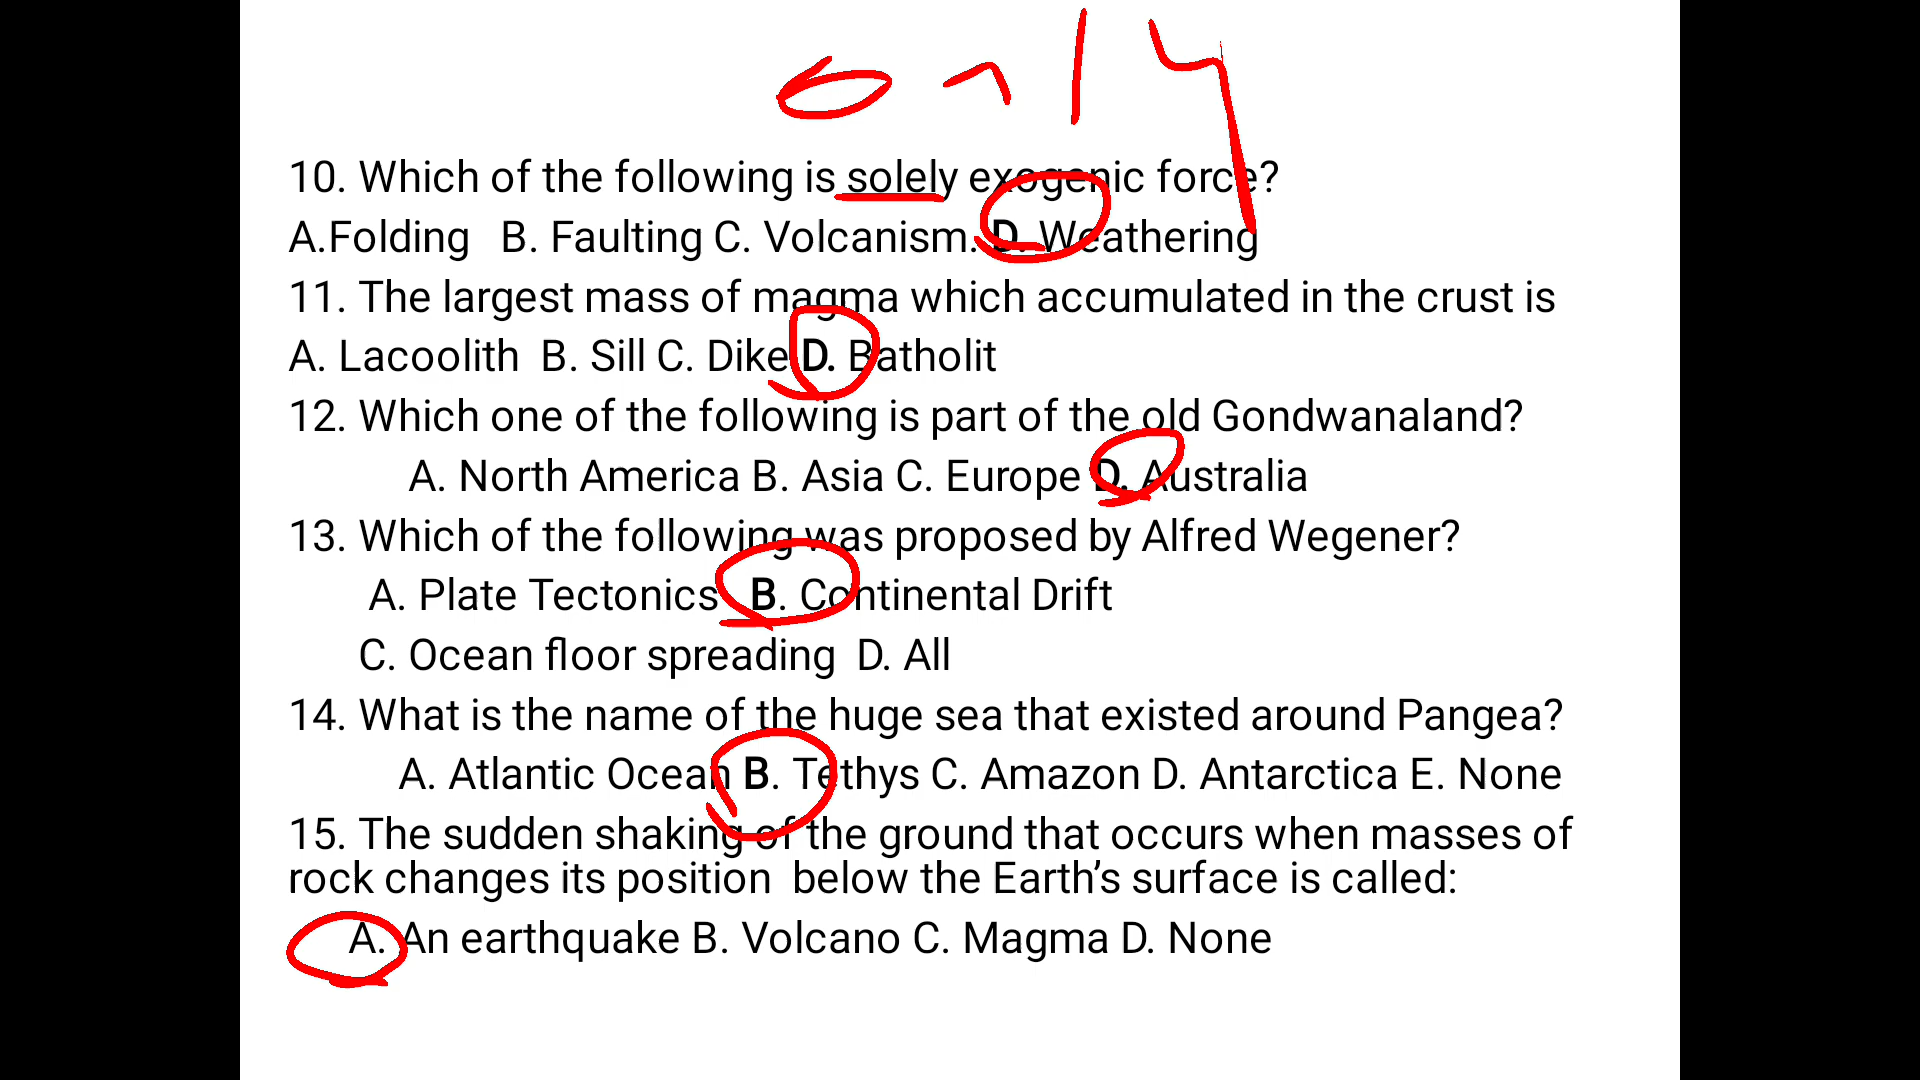 only
10. Which of the following is solely exogenic force?
A.Folding B. Faulting C. Volcanism. D. Weathering
11. The largest mass of magma which accumulated in the crust is
A. Lacoolith B. Sill C. Dike D. Batholit
12. Which one of the following is part of the old Gondwanaland?
A. North America B. Asia C. Europe D. Australia
13. Which of the following was proposed by Alfred Wegener?
A. Plate Tectonics B. Continental Drift
C. Ocean floor spreading D. All
14. What is the name of the huge sea that existed around Pangea?
A. Atlantic Ocean B. Tethys C. Amazon D. Antarctica E. None
15. The sudden shaking of the ground that occurs when masses of
rock changes its position below the Earth’s surface is called:
A. An earthquake B. Volcano C. Magma D. None